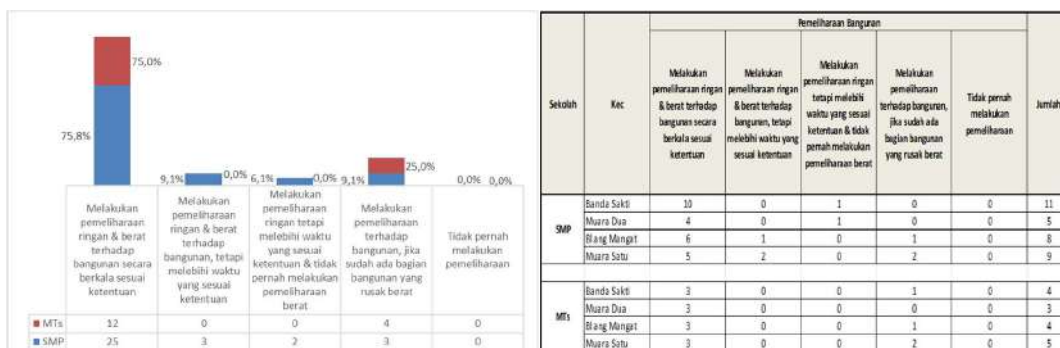 75,0%
75,8%
9,1% 0,0% 6,1% 0,0% 9,1% 25,0% 0,0% 0,0%
Melakukan pemeliharaan ringan & berat terhadap bangunan secara berkala sesuai ketentuan
Melakukan pemeliharaan ringan & berat terhadap bangunan, tetapi melebihi waktu yang sesuai ketentuan
Melakukan pemeliharaan ringan tetapi melebihi waktu yang sesuai ketentuan & tidak pernah melakukan pemeliharaan berat
Melakukan pemeliharaan terhadap bangunan, jika sudah ada bagian bangunan yang rusak berat
Tidak pernah melakukan pemeliharaan
MTs 12 0 0 4 0
SMP 25 3 2 3 0
Pemeliharaan Bangunan
Sekolah
Kec
Melakukan pemeliharaan ringan & berat terhadap bangunan secara berkala sesuai ketentuan
Melakukan pemeliharaan ringan & berat terhadap bangunan, tetapi melebihi waktu yang sesuai ketentuan
Melakukan pemeliharaan ringan tetapi melebihi waktu yang sesuai ketentuan & tidak pernah melakukan pemeliharaan berat
Melakukan pemeliharaan terhadap bangunan, jika sudah ada bagian bangunan yang rusak berat
Tidak pernah melakukan pemeliharaan
Jumlah
SMP
Banda Sakti 10 0 1 0 0 11
Muara Dua 4 0 1 0 0 5
Blang Mangat 6 1 0 1 0 8
Muara Satu 5 2 0 2 0 9
MTs
Banda Sakti 3 0 0 1 0 4
Muara Dua 3 0 0 0 0 3
Blang Mangat 3 0 0 1 0 4
Muara Satu 3 0 0 2 0 5